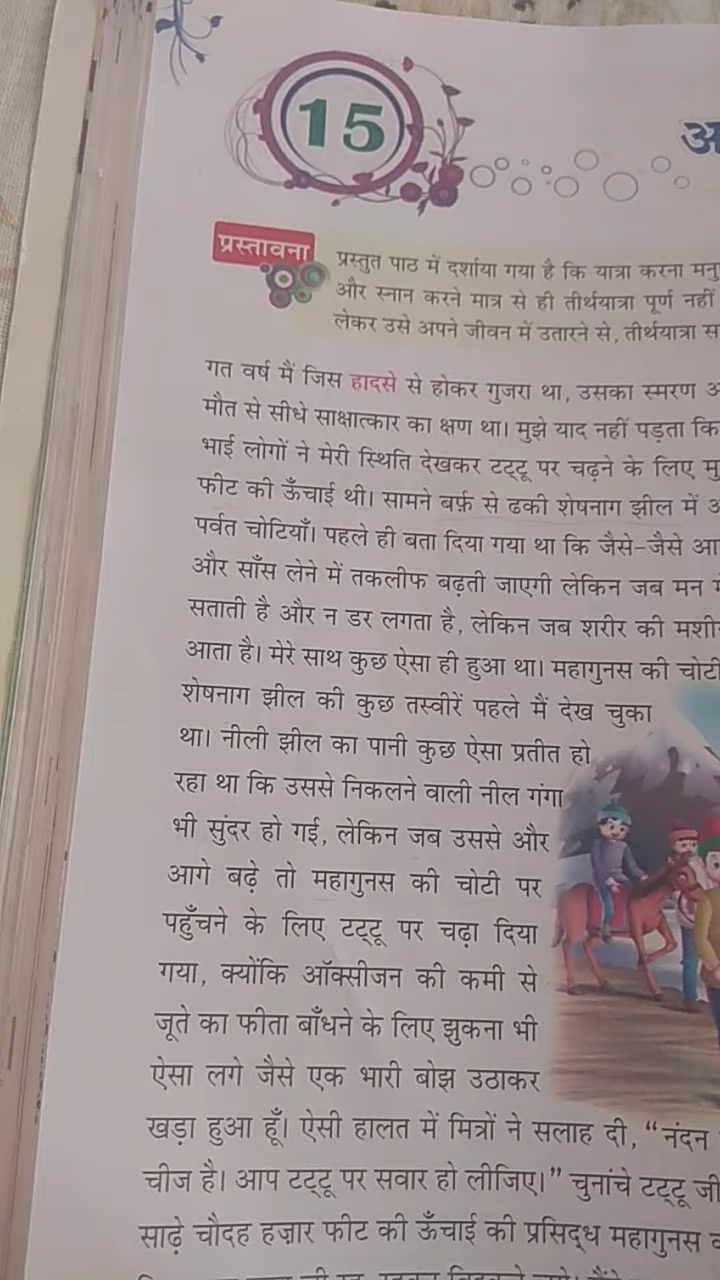 15
प्रस्तावना
प्रस्तुत पाठ में दर्शाया गया है कि यात्रा करना
और स्नान करने मात्र से ही तीर्थयात्रा पूर्ण नहीं
लेकर उसे अपने जीवन में उतारने से, तीर्थयात्रा
गत वर्ष मैं जिस हादसे से होकर गुजरा था, उसका स्मरण
मौत से सीधे साक्षात्कार का क्षण था। मुझे याद नहीं पड़ता कि
भाई लोगों ने मेरी स्थिति देखकर टट्टू पर चढ़ने के लिए
फीट की ऊँचाई थी। सामने बर्फ़ से ढकी शेषनाग झील में
पर्वत चोटियाँ। पहले ही बता दिया गया था कि जैसे-जैसे
और साँस लेने में तकलीफ बढ़ती जाएगी लेकिन जब मन
सताती है और न डर लगता है, लेकिन जब शरीर की
आता है। मेरे साथ कुछ ऐसा ही हुआ था। महागुनस की चोटी
शेषनाग झील की कुछ तस्वीरें पहले मैं देख चुका
था। नीली झील का पानी कुछ ऐसा प्रतीत हो
रहा था कि उससे निकलने वाली नील गंगा
भी सुंदर हो गई, लेकिन जब उससे और
आगे बढ़े तो महागुनस की चोटी पर
पहुँचने के लिए टट्टू पर चढ़ा दिया
गया, क्योंकि ऑक्सीजन की कमी से
जूते का फीता बाँधने के लिए झुकना भी
ऐसा लगे जैसे एक भारी बोझ उठाकर
खड़ा हुआ हूँ। ऐसी हालत में मित्रों ने सलाह दी, “नंदन
चीज है। आप टट्टू पर सवार हो लीजिए।” चुनांचे टट्टू जी
साढ़े चौदह हज़ार फीट की ऊँचाई की प्रसिद्ध महागुनस